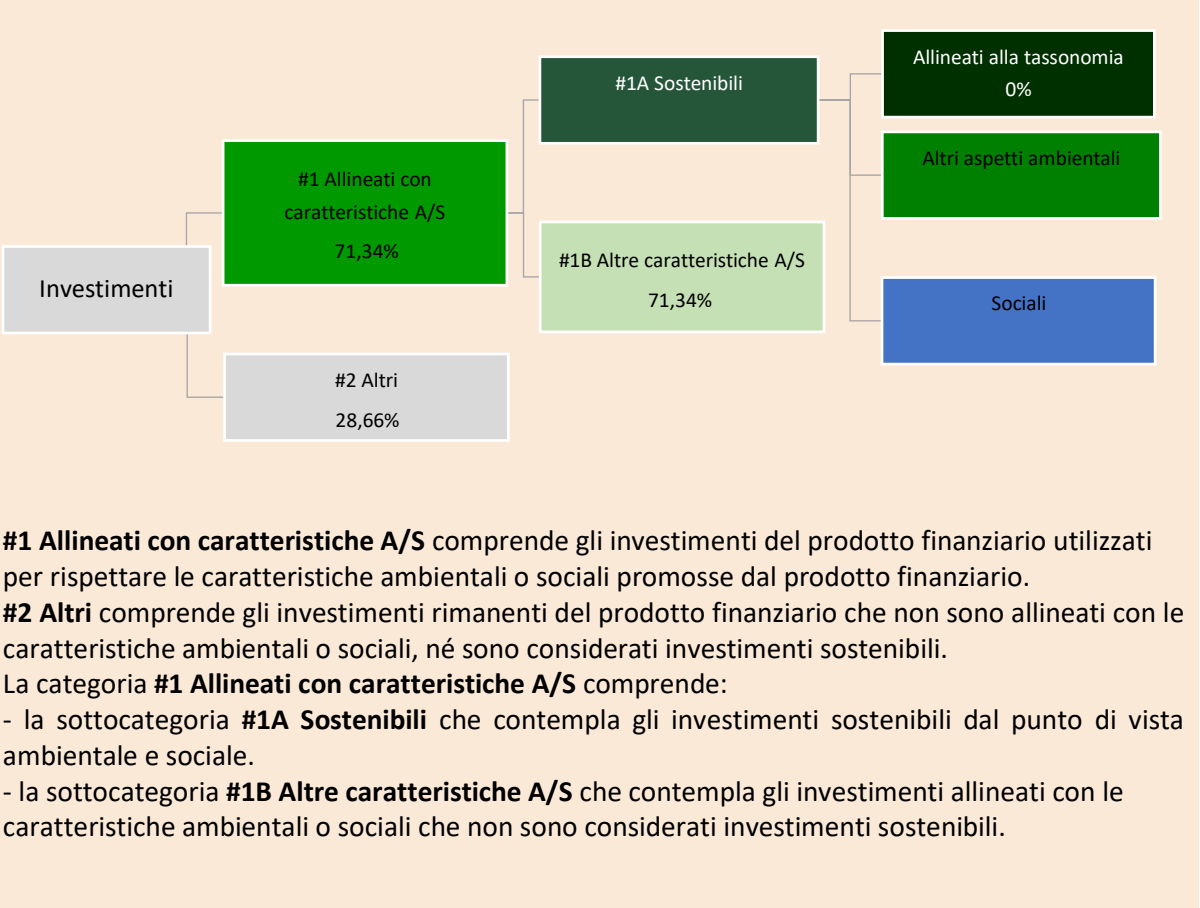 Investimenti
#1 Allineati con
caratteristiche A/S
71,34%
#2 Altri
28,66%
#1A Sostenibili
#1B Altre caratteristiche A/S
71,34%
Allineati alla tassonomia
0%
Altri aspetti ambientali
Sociali
#1 Allineati con caratteristiche A/S comprende gli investimenti del prodotto finanziario utilizzati
per rispettare le caratteristiche ambientali o sociali promosse dal prodotto finanziario.
#2 Altri comprende gli investimenti rimanenti del prodotto finanziario che non sono allineati con le
caratteristiche ambientali o sociali, né sono considerati investimenti sostenibili.
La categoria #1 Allineati con caratteristiche A/S comprende:
- la sottocategoria #1A Sostenibili che contempla gli investimenti sostenibili dal punto di vista
ambientale e sociale.
- la sottocategoria #1B Altre caratteristiche A/S che contempla gli investimenti allineati con le
caratteristiche ambientali o sociali che non sono considerati investimenti sostenibili.